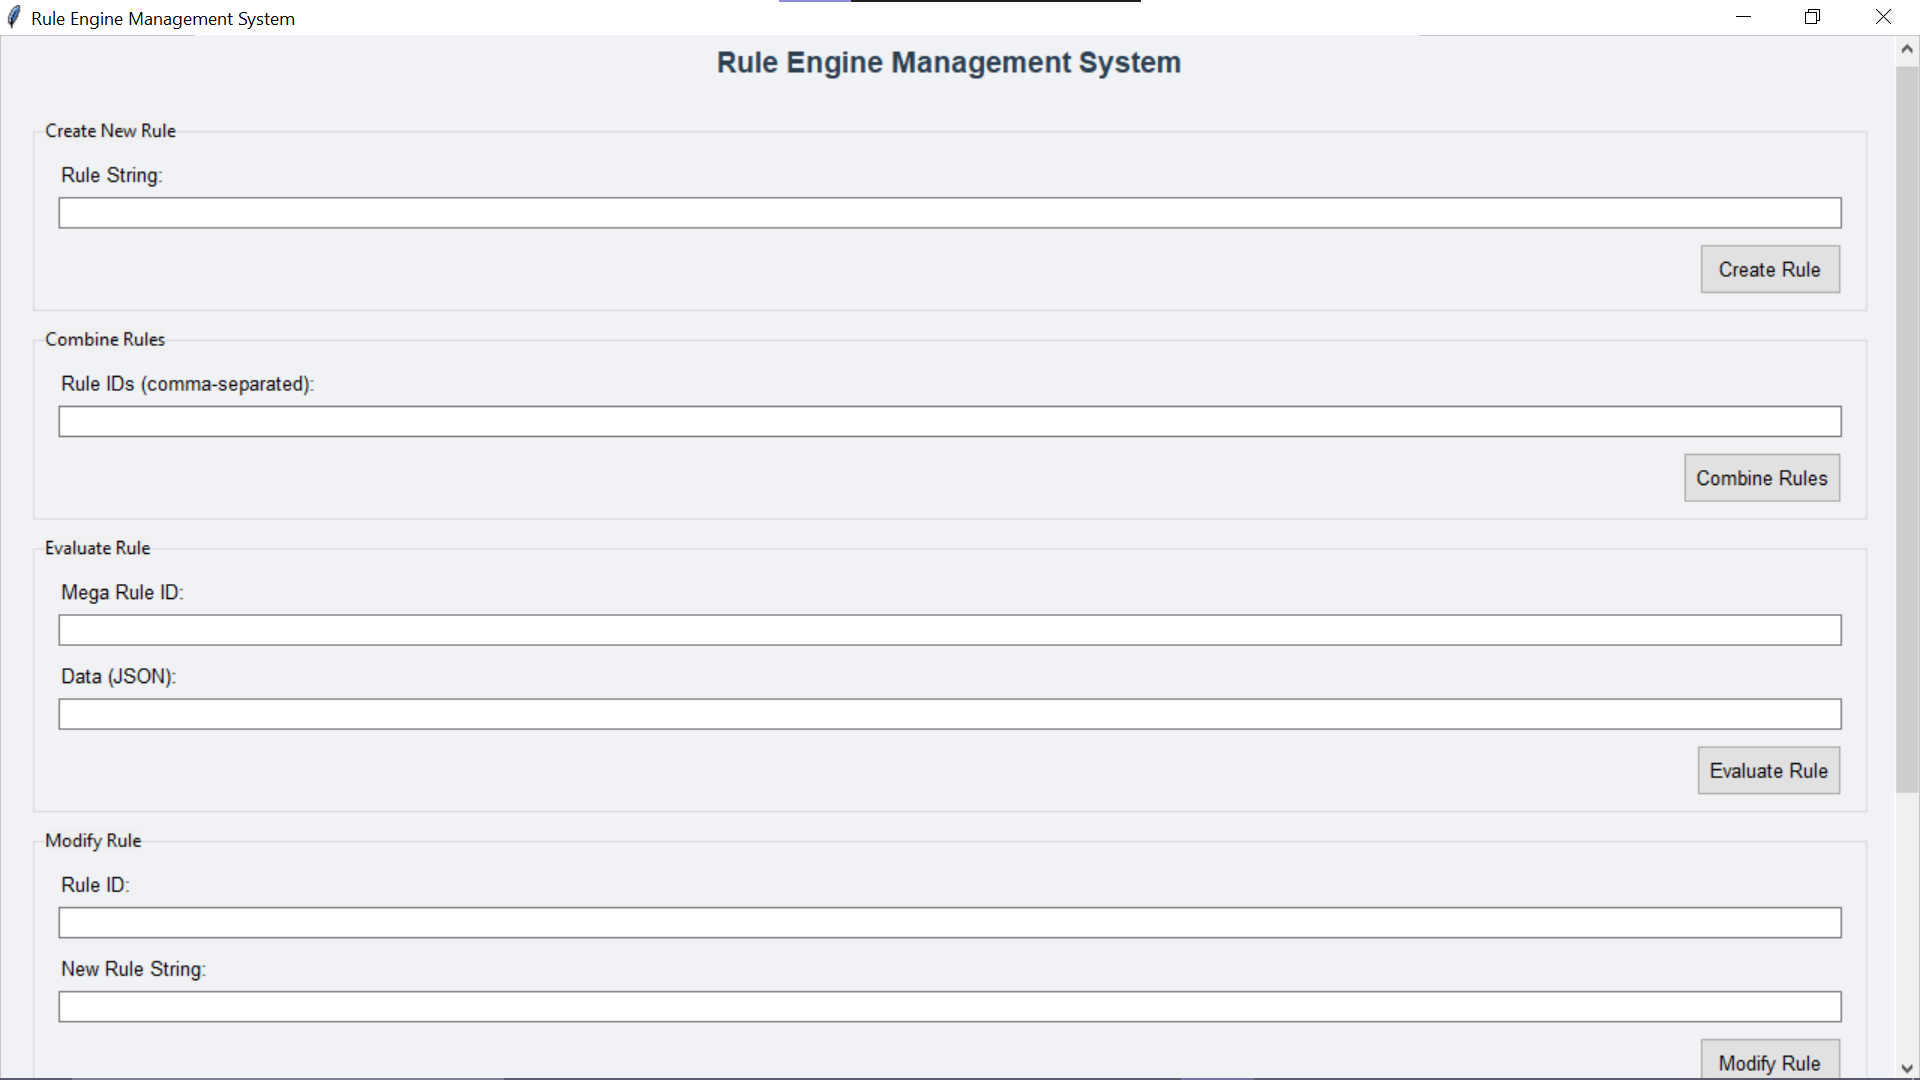 Rule Engine Management System
Rule Engine Management System
Create New Rule
Rule String:
Create Rule
Combine Rules
Rule IDs (comma-separated):
Combine Rules
Evaluate Rule
Mega Rule ID:
Data (JSON):
Evaluate Rule
Modify Rule
Rule ID:
New Rule String:
Modify Rule